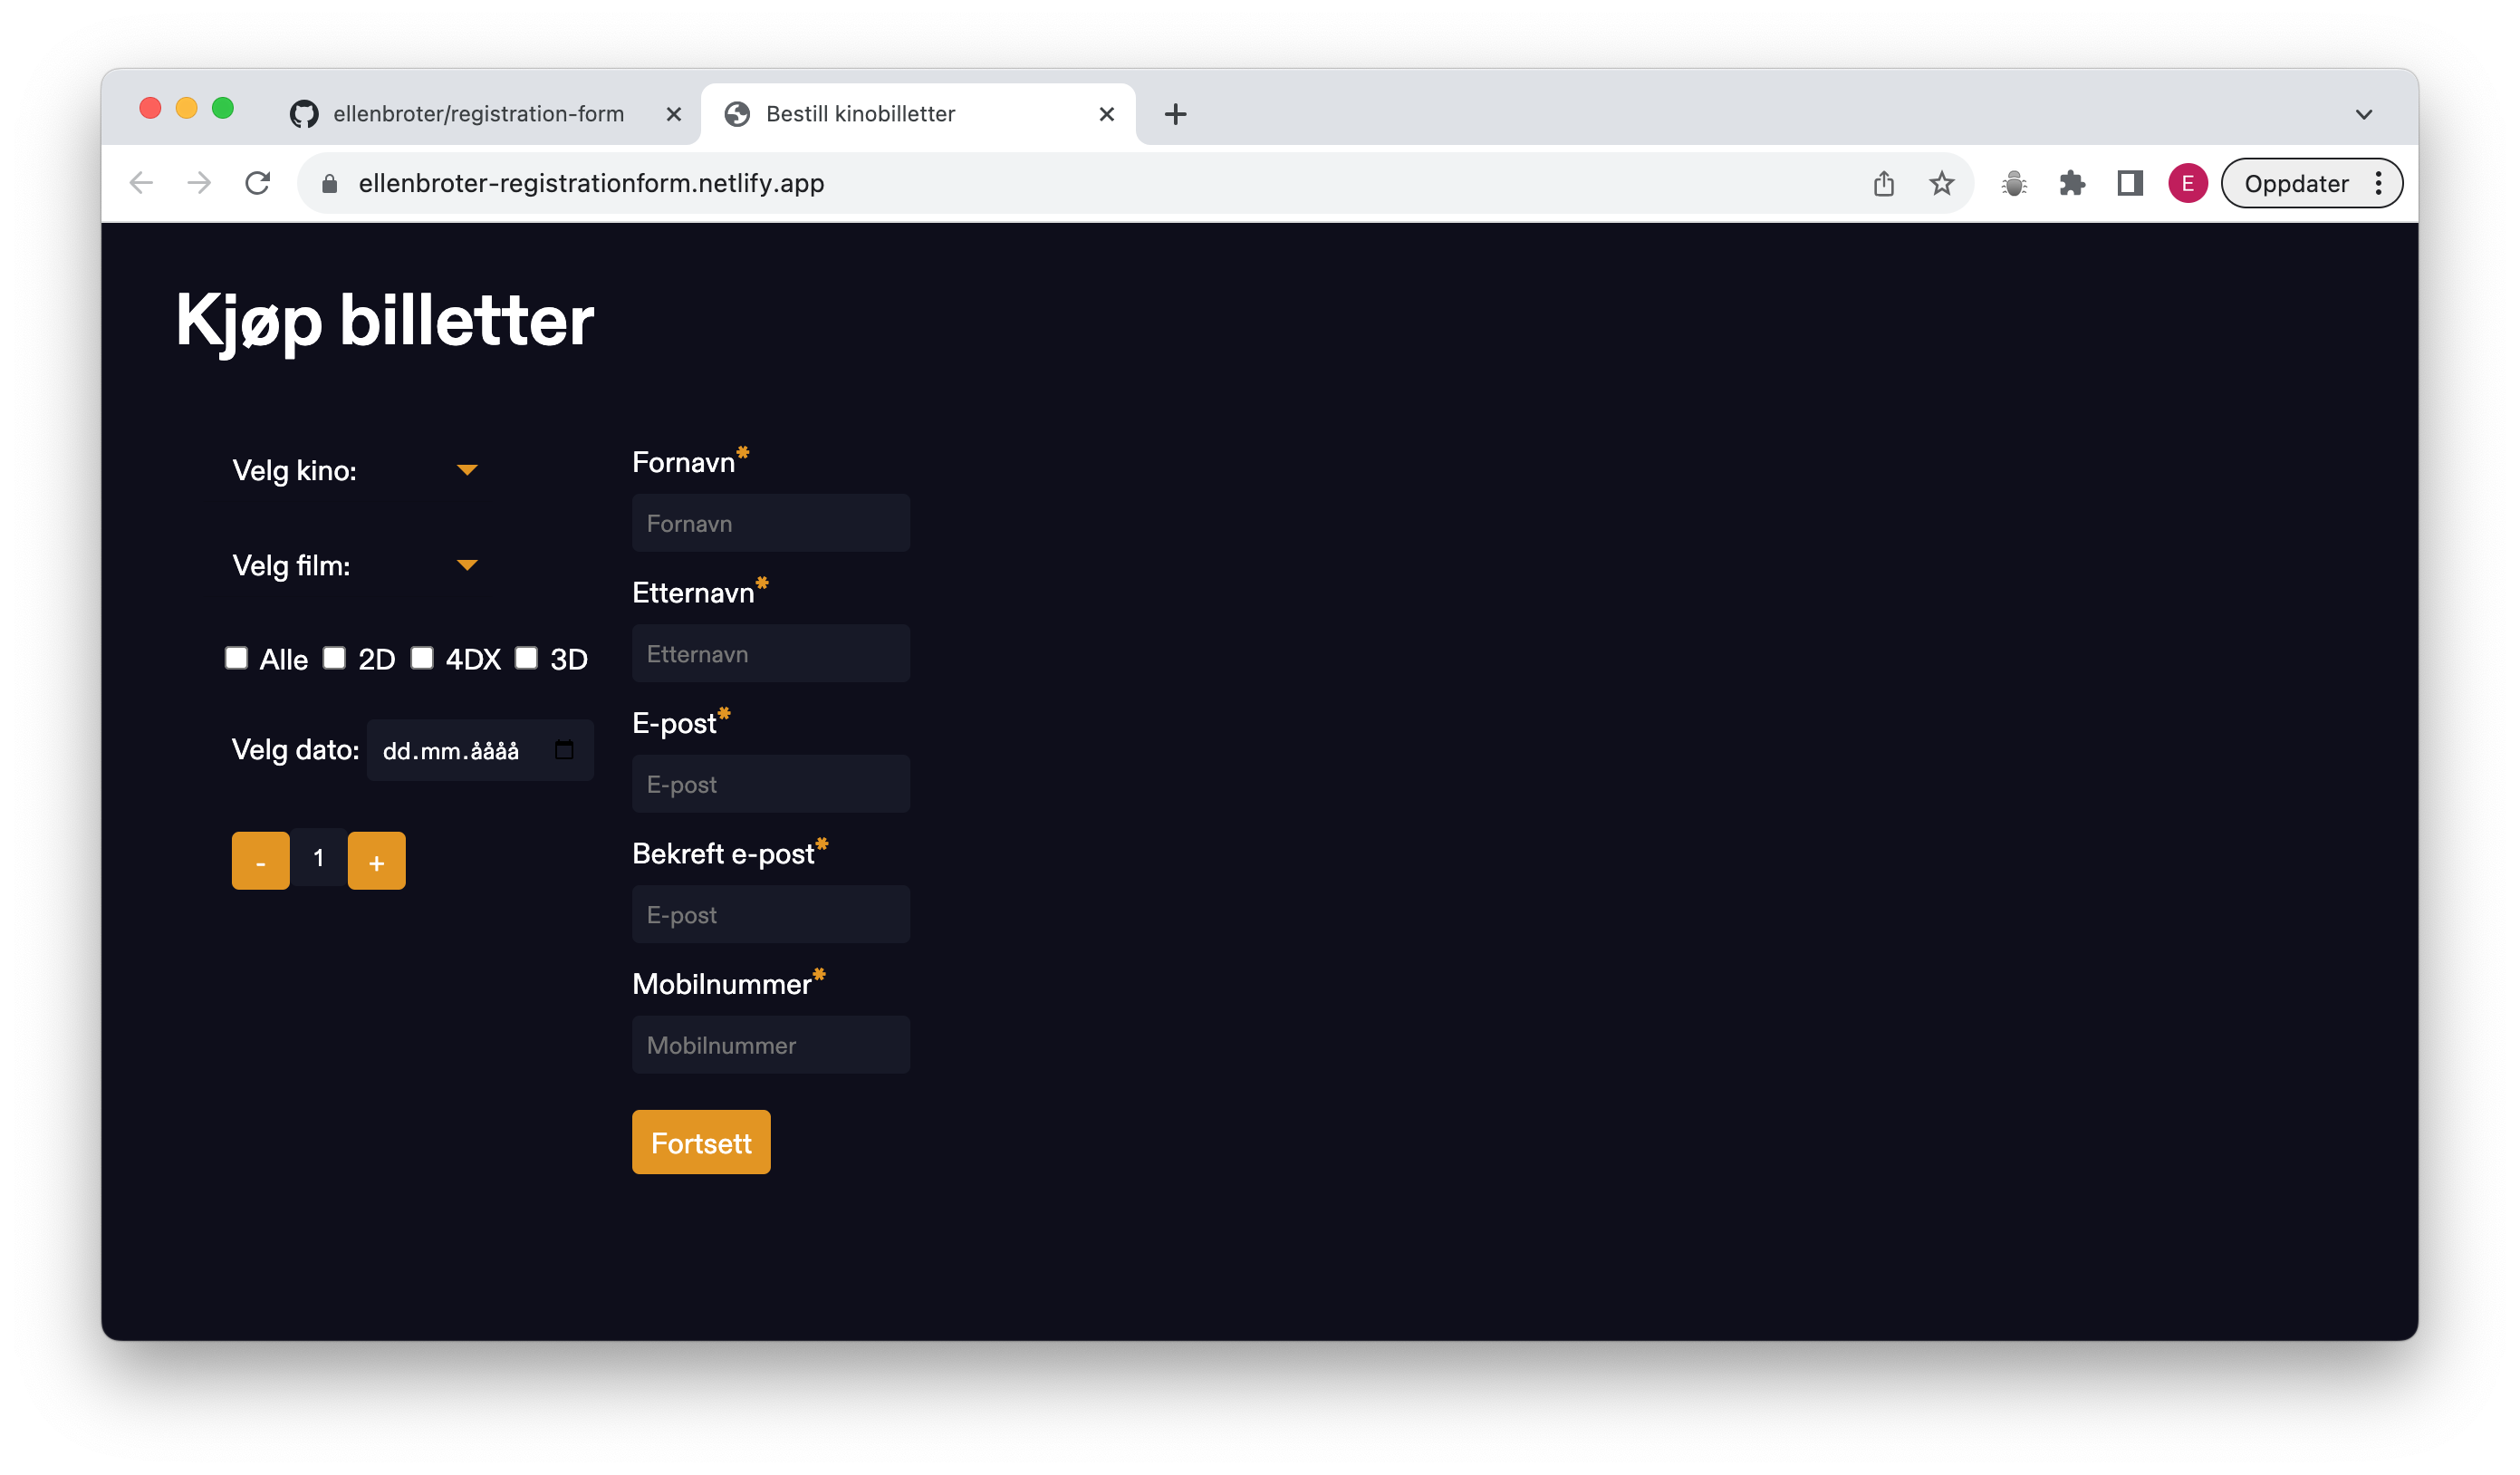 ellenbroter/registration-form
Bestill kinobilletter
ellenbroter-registrationform.netlify.app
E
Oppdater
Kjøp billetter
Velg kino:
Velg film:
Alle 2D 4DX 3D
Velg dato: dd.mm.åååå
- 1 +
Fornavn*
Fornavn
Etternavn*
Etternavn
E-post*
E-post
Bekreft e-post*
E-post
Mobilnummer*
Mobilnummer
Fortsett